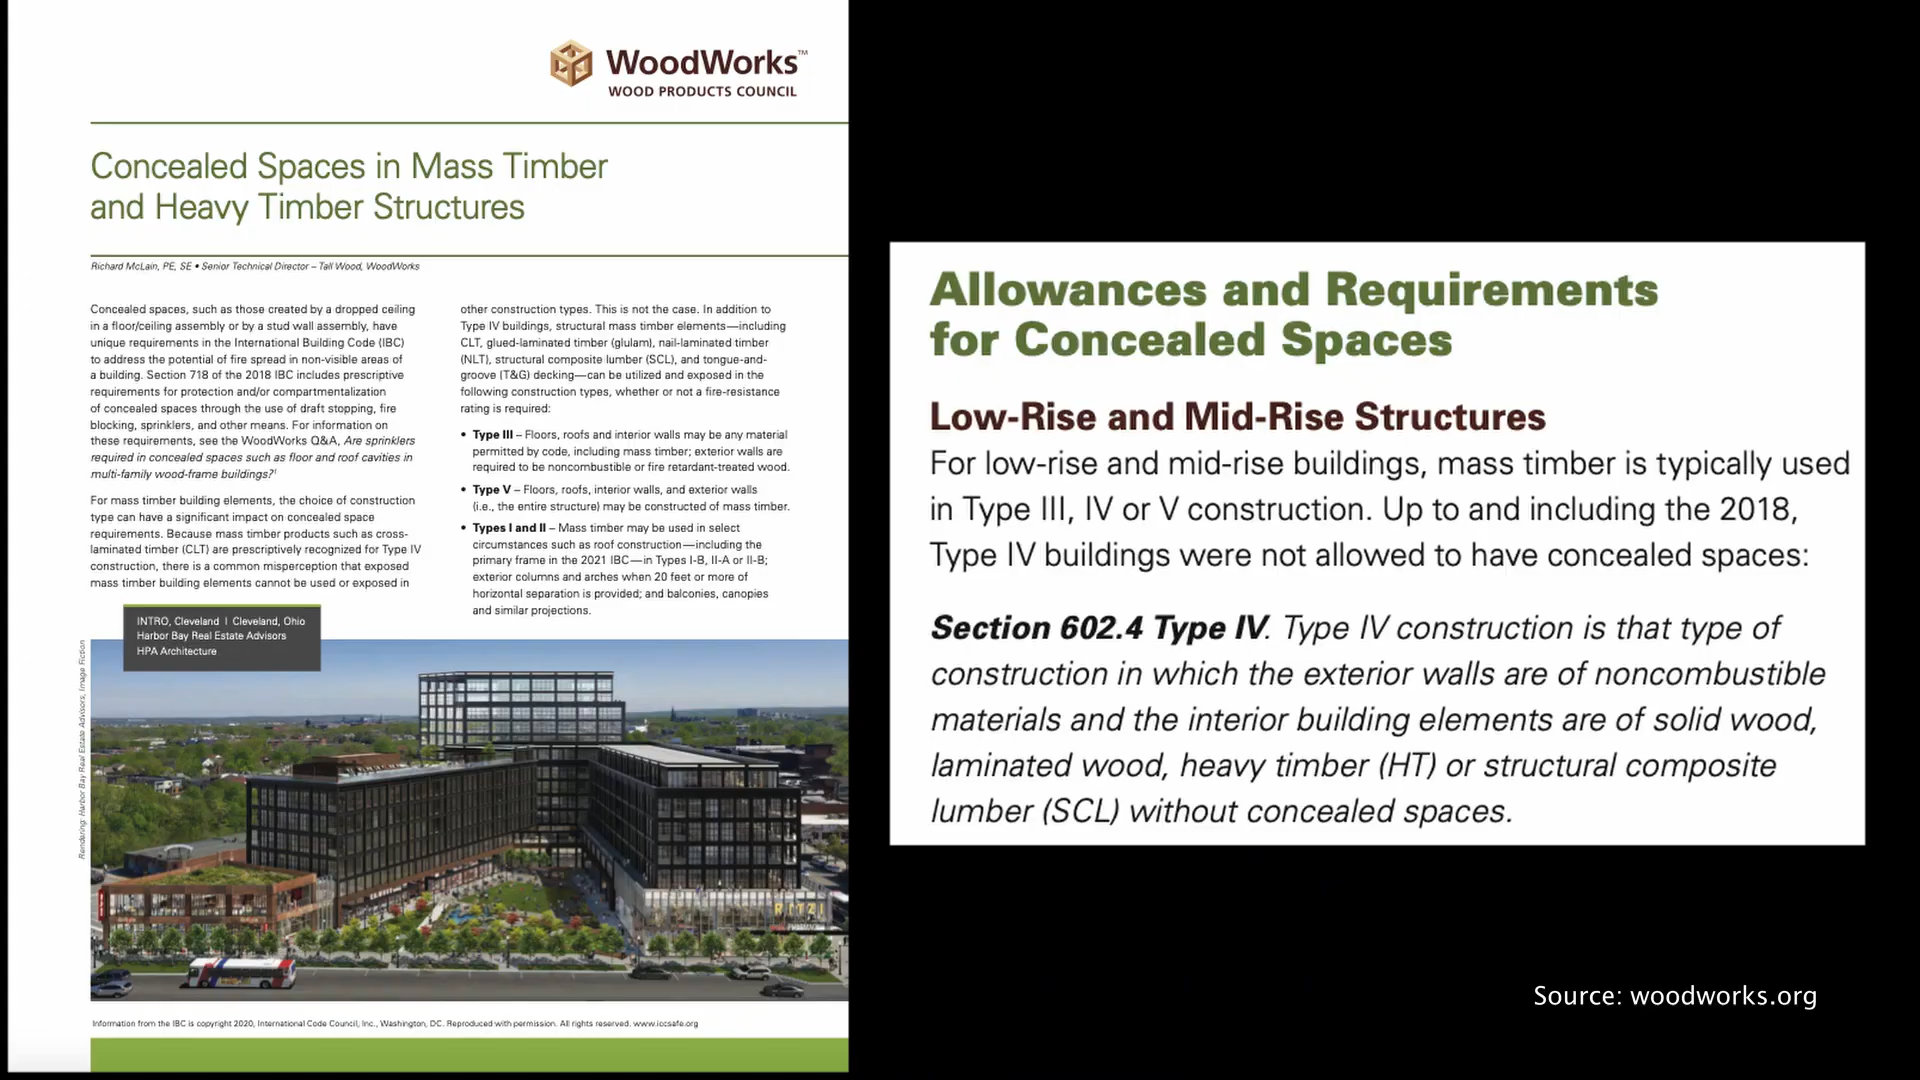 WoodWorks™
WOOD PRODUCTS COUNCIL
Concealed Spaces in Mass Timber
and Heavy Timber Structures
Richard McLain, PE, SE • Senior Technical Director – Tall Wood, WoodWorks
Concealed spaces, such as those created by a dropped ceiling
in a floor/ceiling assembly or by a stud wall assembly, have
unique requirements in the International Building Code (IBC)
to address the potential of fire spread in non-visible areas of
a building. Section 718 of the 2018 IBC includes prescriptive
requirements for protection and/or compartmentalization
of concealed spaces through the use of draft stopping, fire
blocking, sprinklers, and other means. For information on
these requirements, see the WoodWorks Q&A, Are sprinklers
required in concealed spaces such as floor and roof cavities in
multi-family wood-frame buildings?¹
For mass timber building elements, the choice of construction
type can have a significant impact on concealed space
requirements. Because mass timber products such as cross-
laminated timber (CLT) are prescriptively recognized for Type IV
construction, there is a common misperception that exposed
mass timber building elements cannot be used or exposed in
other construction types. This is not the case. In addition to
Type IV buildings, structural mass timber elements—including
CLT, glued-laminated timber (glulam), nail-laminated timber
(NLT), structural composite lumber (SCL), and tongue-and-
groove (T&G) decking—can be utilized and exposed in the
following construction types, whether or not a fire-resistance
rating is required:
• Type III – Floors, roofs and interior walls may be any material
permitted by code, including mass timber; exterior walls are
required to be noncombustible or fire retardant-treated wood.
• Type V – Floors, roofs, interior walls, and exterior walls
(i.e., the entire structure) may be constructed of mass timber.
• Types I and II – Mass timber may be used in select
circumstances such as roof construction—including the
primary frame in the 2021 IBC—in Types I-B, II-A or II-B;
exterior columns and arches when 20 feet or more of
horizontal separation is provided; and balconies, canopies
and similar projections.
INTRO, Cleveland | Cleveland, Ohio
Harbor Bay Real Estate Advisors
HPA Architecture
Rendering: Harbor Bay Real Estate Advisors, Image Fiction
RITZI
Information from the IBC is copyright 2020, International Code Council, Inc., Washington, DC. Reproduced with permission. All rights reserved. www.iccsafe.org
Allowances and Requirements
for Concealed Spaces
Low-Rise and Mid-Rise Structures
For low-rise and mid-rise buildings, mass timber is typically used
in Type III, IV or V construction. Up to and including the 2018,
Type IV buildings were not allowed to have concealed spaces:
Section 602.4 Type IV. Type IV construction is that type of
construction in which the exterior walls are of noncombustible
materials and the interior building elements are of solid wood,
laminated wood, heavy timber (HT) or structural composite
lumber (SCL) without concealed spaces.
Source: woodworks.org